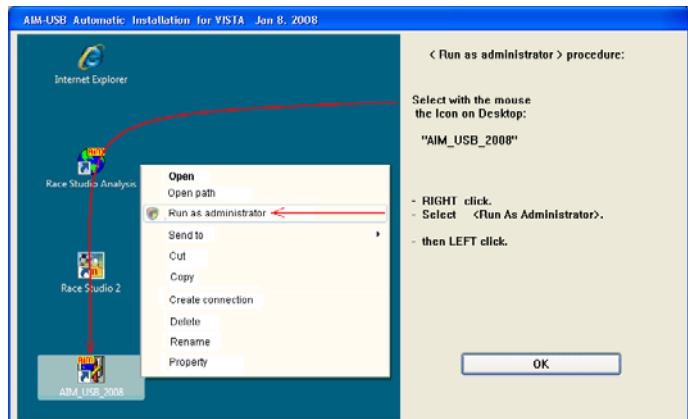 AIM-USB Automatic Installation for VISTA Jan 8. 2008
Internet Explorer
Race Studio Analysis
Race Studio 2
AIM_USB_2008
Open
Open path
Run as administrator
Send to
Cut
Copy
Create connection
Delete
Rename
Property
< Run as administrator > procedure:
Select with the mouse
the Icon on Desktop:
"AIM_USB_2008"
- RIGHT click.
- Select <Run As Administrator>.
- then LEFT click.
OK